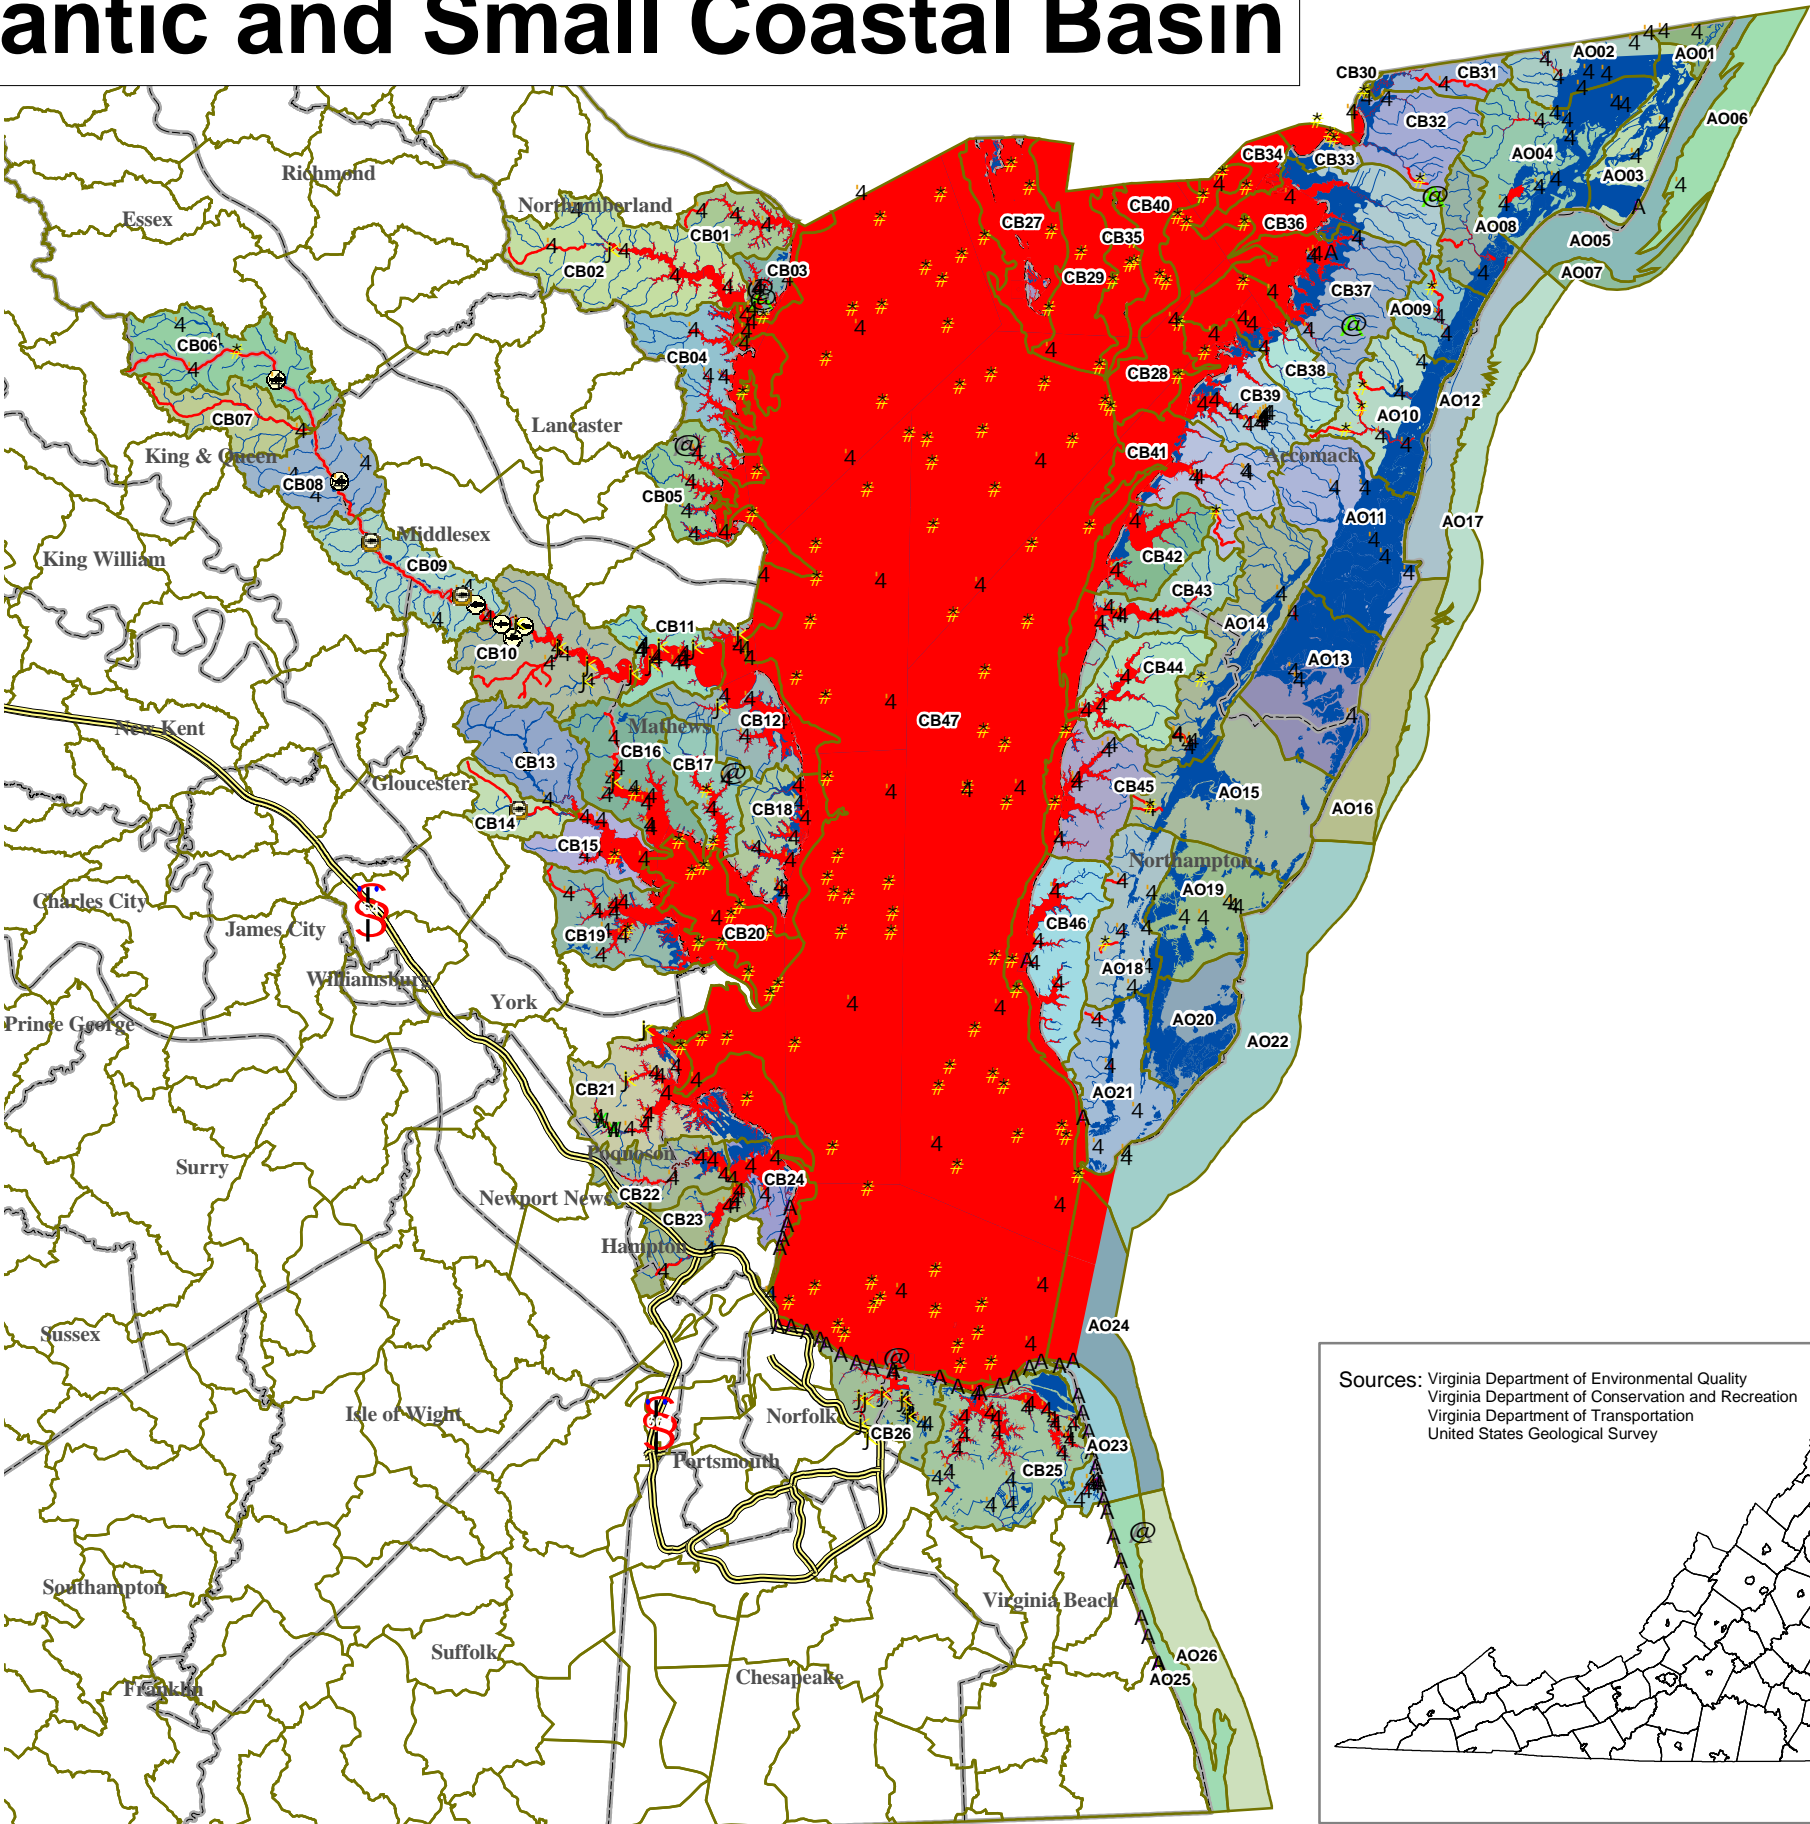 antic and Small Coastal Basin
AO02
AO01
CB30
CB31
AO06
CB32
CB34
CB33
AO04
AO03
Richmond
Northumberland
CB40
Essex
CB01
CB27
CB35
CB36
AO08
AO05
CB02
CB03
CB29
AO07
CB37
AO09
CB06
CB04
CB28
CB38
CB39
AO12
CB07
Lancaster
AO10
King & Queen
CB41
Accomack
CB08
CB05
AO11
AO17
Middlesex
King William
CB09
CB42
CB43
AO14
CB11
CB10
CB44
AO13
New Kent
Mathews
CB12
CB47
CB16
CB13
CB17
Gloucester
CB45
AO15
CB14
CB18
AO16
CB15
Northampton
Charles City
AO19
James City
CB19
CB20
CB46
Williamsburg
AO18
York
Prince George
AO20
AO22
CB21
AO21
Poquoson
Surry
CB24
Newport News
CB22
CB23
Hampton
Sussex
AO24
Isle of Wight
Norfolk
CB26
AO23
Portsmouth
CB25
Southampton
Virginia Beach
Suffolk
AO26
Chesapeake
AO25
Franklin
Sources: Virginia Department of Environmental Quality
Virginia Department of Conservation and Recreation
Virginia Department of Transportation
United States Geological Survey